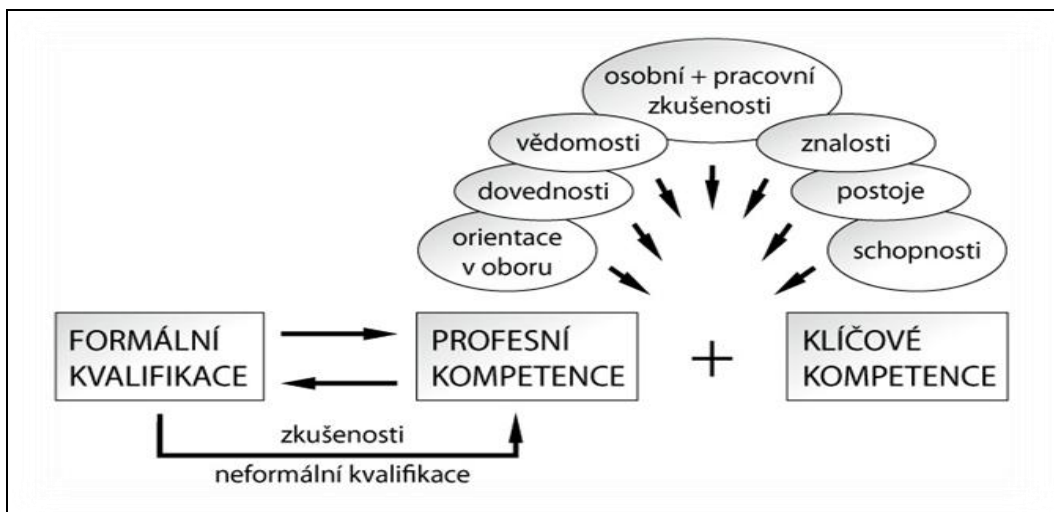 osobní + pracovní
zkušenosti
vědomosti
znalosti
dovednosti
postoje
orientace
v oboru
schopnosti
FORMÁLNÍ
KVALIFIKACE
PROFESNÍ
KOMPETENCE
+
KLÍČOVÉ
KOMPETENCE
zkušenosti
neformální kvalifikace